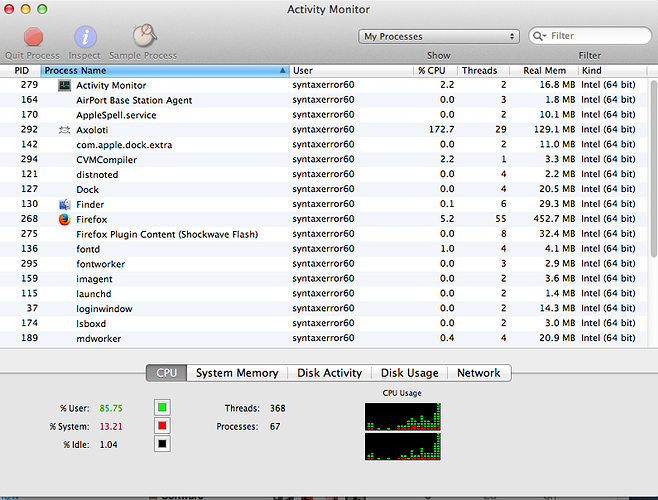 Activity Monitor
Quit Process Inspect Sample Process My Processes Show Filter Filter
PID Process Name User % CPU Threads Real Mem Kind
279 Activity Monitor syntaxerror60 2.2 2 16.8 MB Intel (64 bit)
164 AirPort Base Station Agent syntaxerror60 0.0 3 1.8 MB Intel (64 bit)
170 AppleSpell.service syntaxerror60 0.0 2 10.1 MB Intel (64 bit)
292 Axoloti syntaxerror60 172.7 29 129.1 MB Intel (64 bit)
142 com.apple.dock.extra syntaxerror60 0.0 2 11.0 MB Intel (64 bit)
294 CVMCompiler syntaxerror60 2.2 1 3.3 MB Intel (64 bit)
121 distnoted syntaxerror60 0.0 4 2.2 MB Intel (64 bit)
127 Dock syntaxerror60 0.0 4 20.5 MB Intel (64 bit)
130 Finder syntaxerror60 0.1 6 29.3 MB Intel (64 bit)
268 Firefox syntaxerror60 5.2 55 452.7 MB Intel (64 bit)
275 Firefox Plugin Content (Shockwave Flash) syntaxerror60 0.0 8 32.4 MB Intel (64 bit)
136 fontd syntaxerror60 1.0 4 4.1 MB Intel (64 bit)
295 fontworker syntaxerror60 0.0 3 2.9 MB Intel (64 bit)
159 imagent syntaxerror60 0.0 2 3.6 MB Intel (64 bit)
115 launchd syntaxerror60 0.0 2 1.4 MB Intel (64 bit)
37 loginwindow syntaxerror60 0.0 2 14.3 MB Intel (64 bit)
174 lsboxd syntaxerror60 0.0 2 3.0 MB Intel (64 bit)
189 mdworker syntaxerror60 0.4 4 20.9 MB Intel (64 bit)
CPU System Memory Disk Activity Disk Usage Network
CPU Usage
% User: 85.75 Threads: 368
% System: 13.21 Processes: 67
% Idle: 1.04